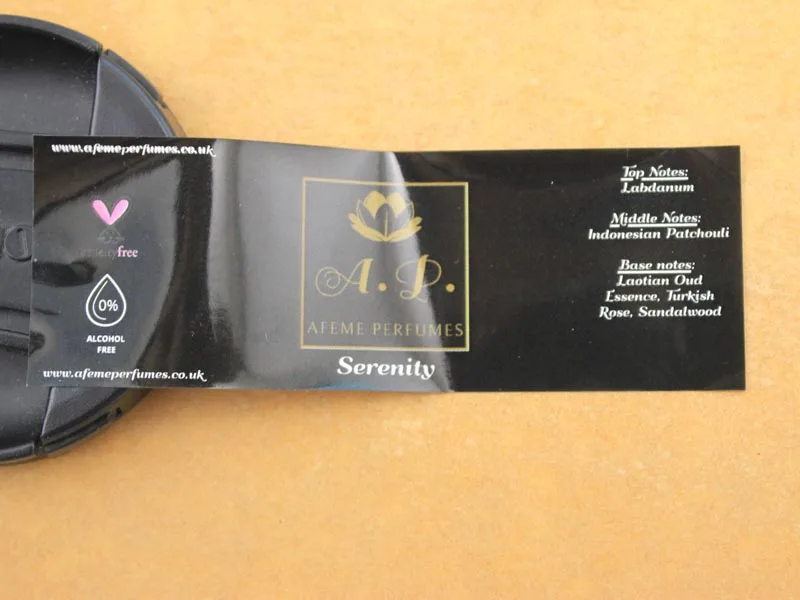 www.afemeperfumes.co.uk
crueltyfree
0%
ALCOHOL
FREE
www.afemeperfumes.co.uk
A. P.
AFEME PERFUMES
Serenity
Top Notes:
Labdanum
Middle Notes:
Indonesian Patchouli
Base notes:
Laotian Oud
Essence, Turkish
Rose, Sandalwood